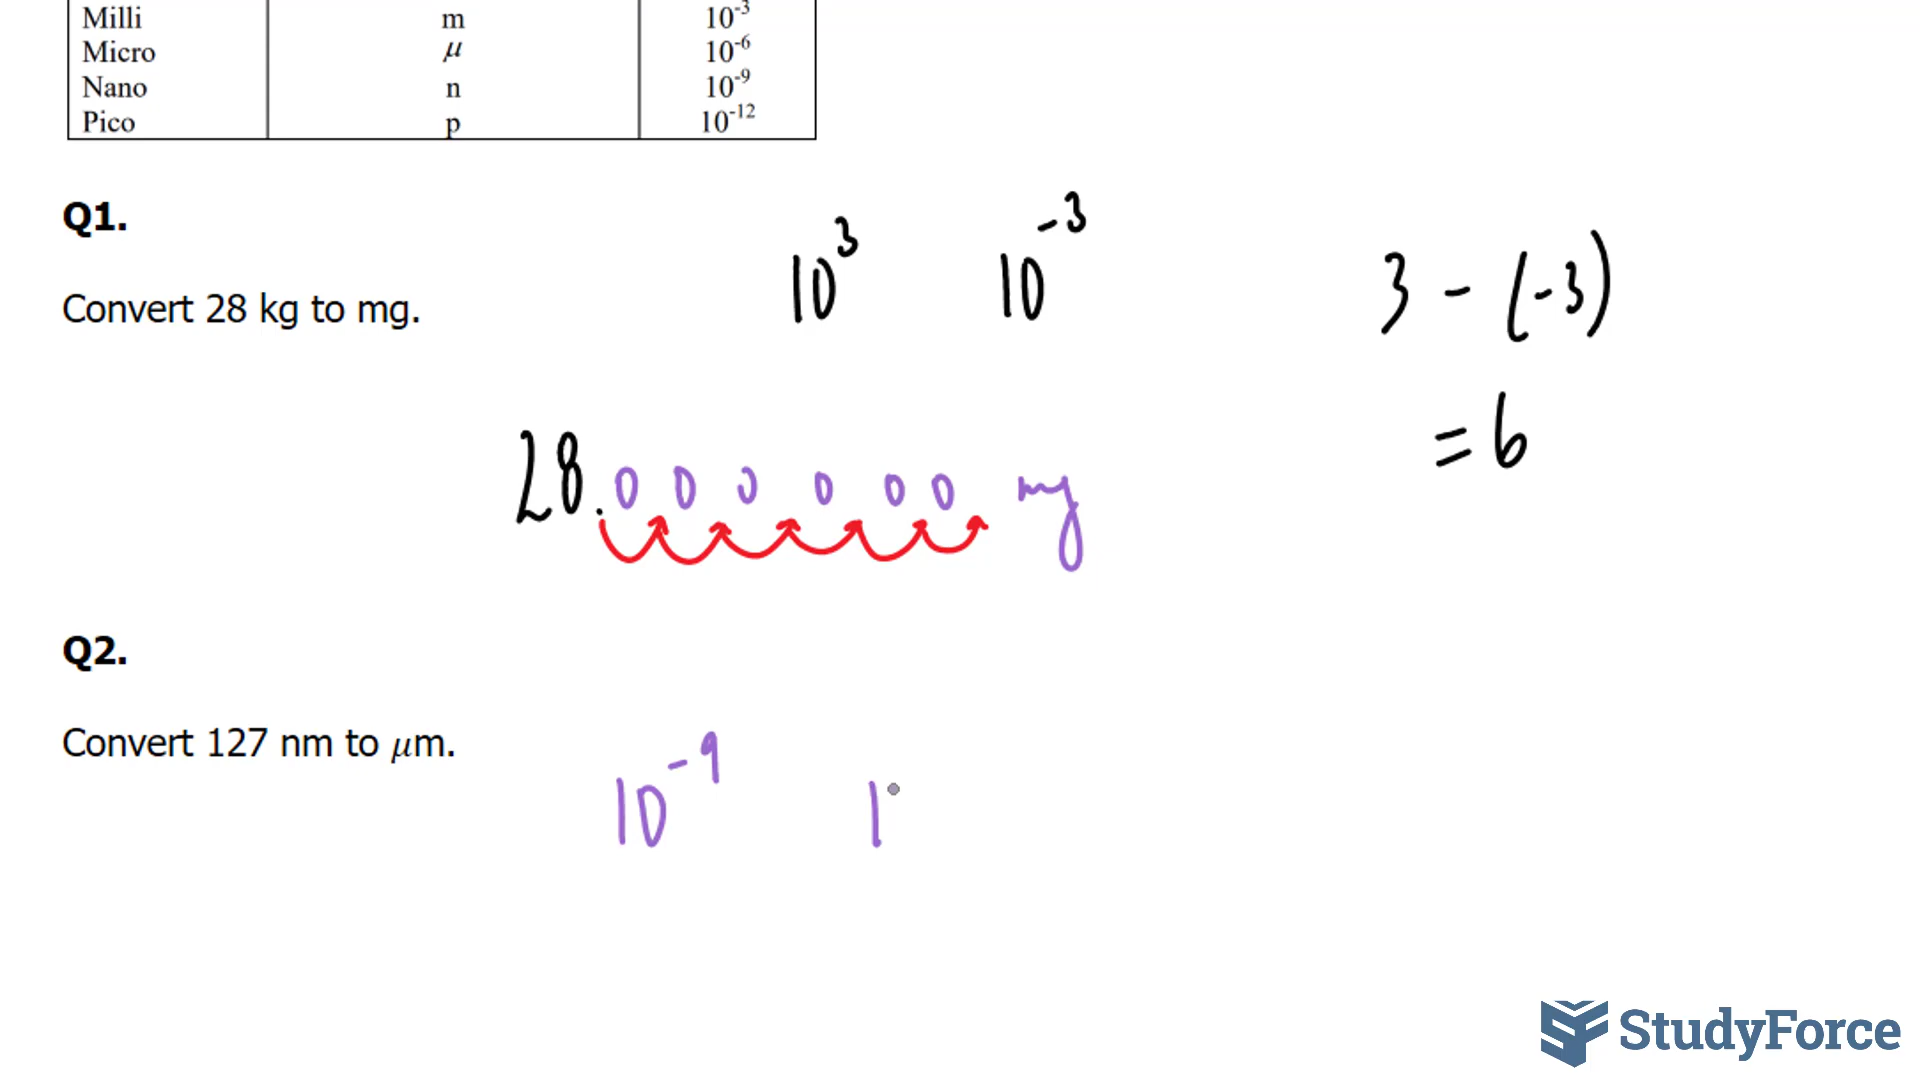 Milli m 10⁻³
Micro μ 10⁻⁶
Nano n 10⁻⁹
Pico p 10⁻¹²
Q1.
10³ 10⁻³ 3 - (-3)
Convert 28 kg to mg.
= 6
28.000000 mg
Q2.
Convert 127 nm to μm.
10⁻⁹ 1
StudyForce